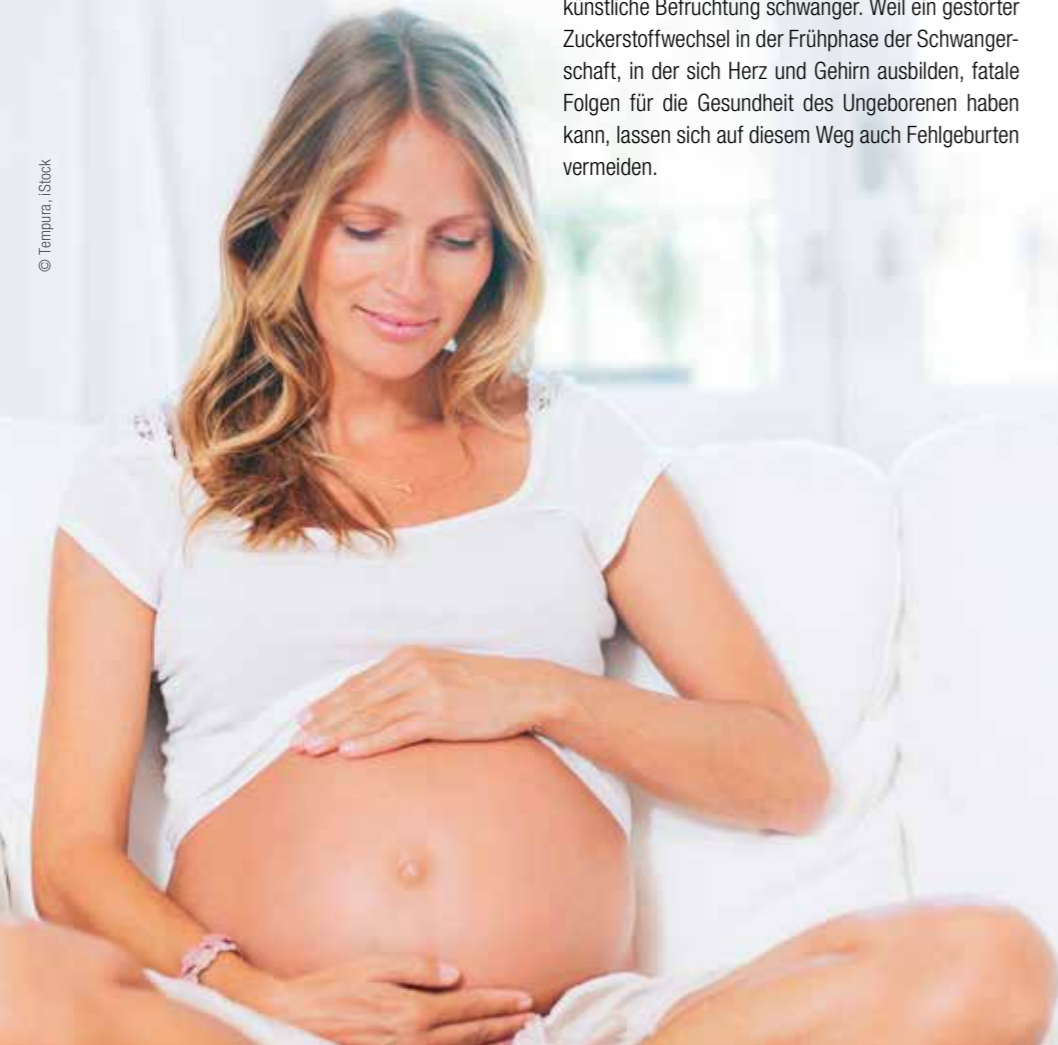 künstliche Befruchtung schwanger. Weil ein gestörter
Zuckerstoffwechsel in der Frühphase der Schwanger-
schaft, in der sich Herz und Gehirn ausbilden, fatale
Folgen für die Gesundheit des Ungeborenen haben
kann, lassen sich auf diesem Weg auch Fehlgeburten
vermeiden.
© Tempura, iStock